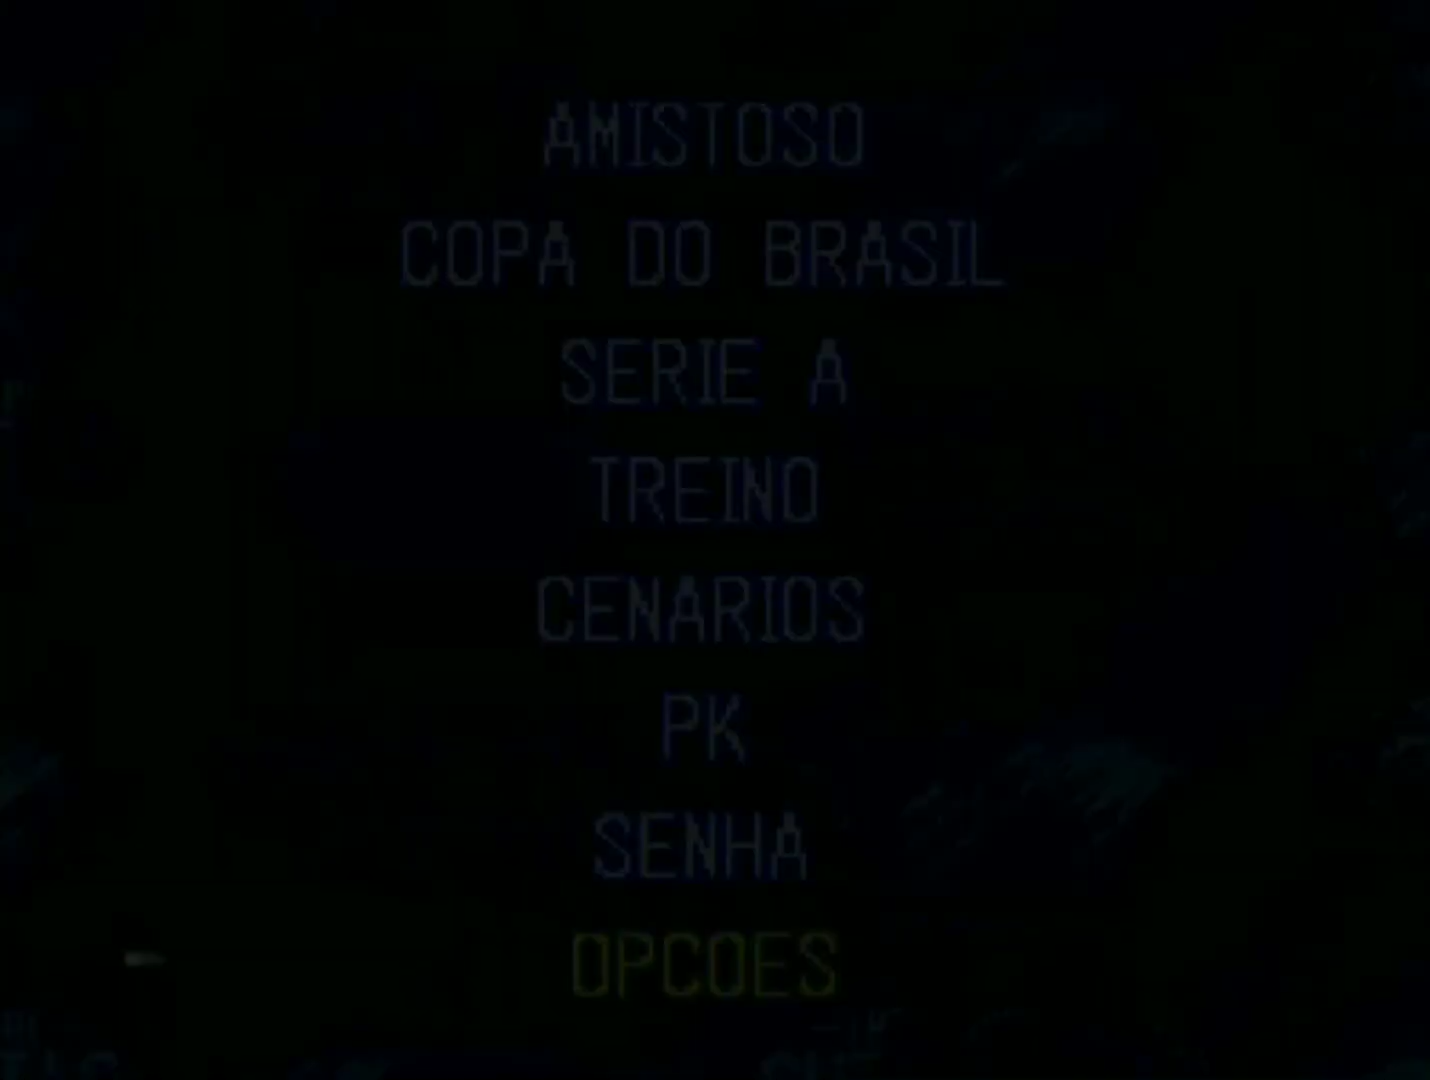 AMISTOSO
COPA DO BRASIL
SERIE A
TREINO
CENARIOS
PK
SENHA
OPCOES